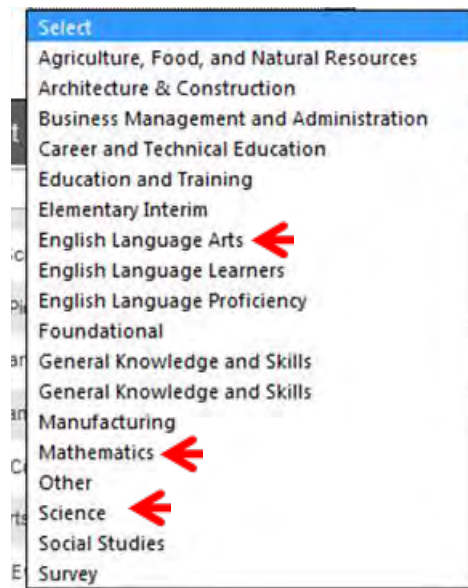 Select
Agriculture, Food, and Natural Resources
Architecture & Construction
Business Management and Administration
Career and Technical Education
Education and Training
Elementary Interim
English Language Arts
English Language Learners
English Language Proficiency
Foundational
General Knowledge and Skills
General Knowledge and Skills
Manufacturing
Mathematics
Other
Science
Social Studies
Survey